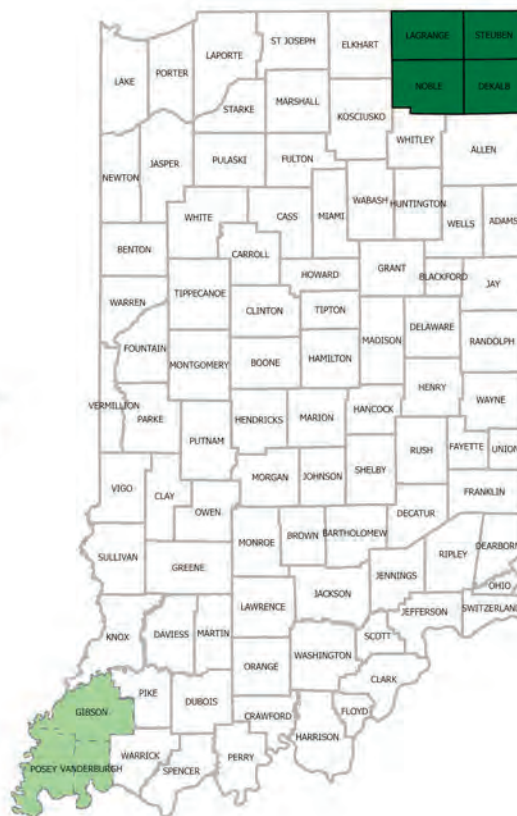 LAGRANGE
STEUBEN
ST JOSEPH
ELKHART
LAPORTE
PORTER
LAKE
NOBLE
DEKALB
MARSHALL
STARKE
KOSCIUSKO
WHITLEY
ALLEN
JASPER
PULASKI
FULTON
NEWTON
WABASH
HUNTINGTON
MIAMI
WHITE
CASS
WELLS
ADAMS
BENTON
CARROLL
GRANT
HOWARD
BLACKFORD
JAY
TIPPECANOE
WARREN
CLINTON
TIPTON
DELAWARE
MADISON
RANDOLPH
FOUNTAIN
MONTGOMERY
BOONE
HAMILTON
HENRY
WAYNE
VERMILLION
PARKE
HENDRICKS
MARION
HANCOCK
PUTNAM
RUSH
FAYETTE
UNION
MORGAN
JOHNSON
SHELBY
VIGO
CLAY
FRANKLIN
OWEN
DECATUR
BROWN
BARTHOLOMEW
MONROE
DEARBORN
RIPLEY
SULLIVAN
GREENE
JENNINGS
OHIO
JACKSON
LAWRENCE
JEFFERSON
SWITZERLAND
KNOX
DAVIESS
MARTIN
SCOTT
WASHINGTON
ORANGE
CLARK
PIKE
DUBOIS
GIBSON
CRAWFORD
FLOYD
HARRISON
WARRICK
PERRY
POSEY
VANDERBURGH
SPENCER